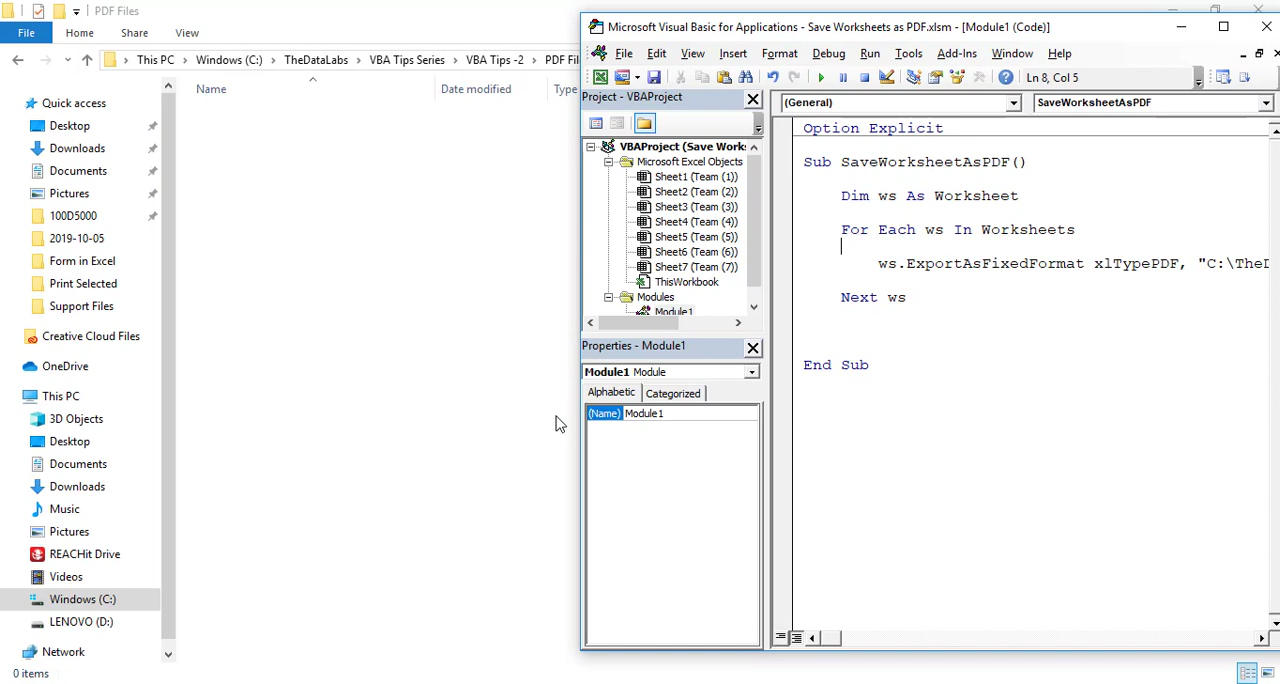 PDF Files
File
Home
Share
View
This PC
Windows (C:)
TheDataLabs
VBA Tips Series
VBA Tips -2
PDF Fi
Name
Date modified
Type
Quick access
Desktop
Downloads
Documents
Pictures
100D5000
2019-10-05
Form in Excel
Print Selected
Support Files
Creative Cloud Files
OneDrive
This PC
3D Objects
Desktop
Documents
Downloads
Music
Pictures
REACHit Drive
Videos
Windows (C:)
LENOVO (D:)
Network
0 items
Microsoft Visual Basic for Applications - Save Worksheets as PDF.xlsm - [Module1 (Code)]
File Edit View Insert Format Debug Run Tools Add-Ins Window Help
Ln 8, Col 5
Project - VBAProject
VBAProject (Save Work
Microsoft Excel Objects
Sheet1 (Team (1))
Sheet2 (Team (2))
Sheet3 (Team (3))
Sheet4 (Team (4))
Sheet5 (Team (5))
Sheet6 (Team (6))
Sheet7 (Team (7))
ThisWorkbook
Modules
Module1
Properties - Module1
Module1 Module
Alphabetic
Categorized
(Name) Module1
(General)
SaveWorksheetAsPDF
Option Explicit
Sub SaveWorksheetAsPDF()
Dim ws As Worksheet
For Each ws In Worksheets
ws.ExportAsFixedFormat xlTypePDF, "C:\TheD
Next ws
End Sub